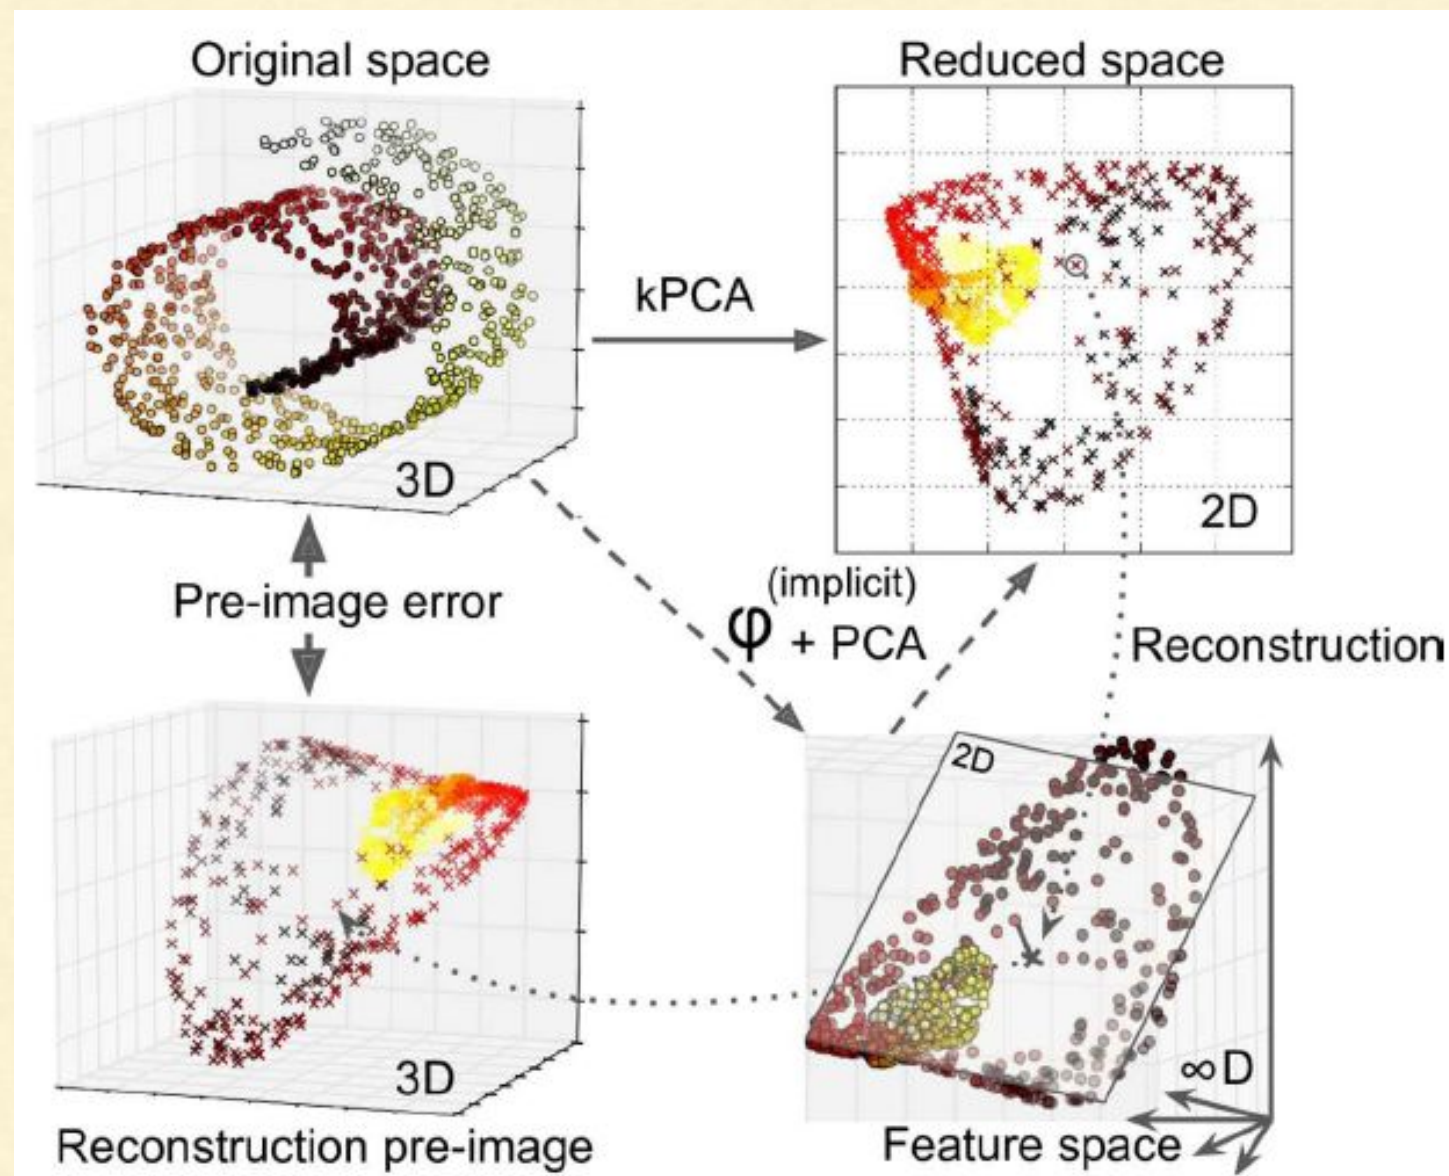 Original space
Reduced space
3D
kPCA
2D
Pre-image error
(implicit)
φ + PCA
Reconstruction
2D
3D
∞D
Reconstruction pre-image
Feature space